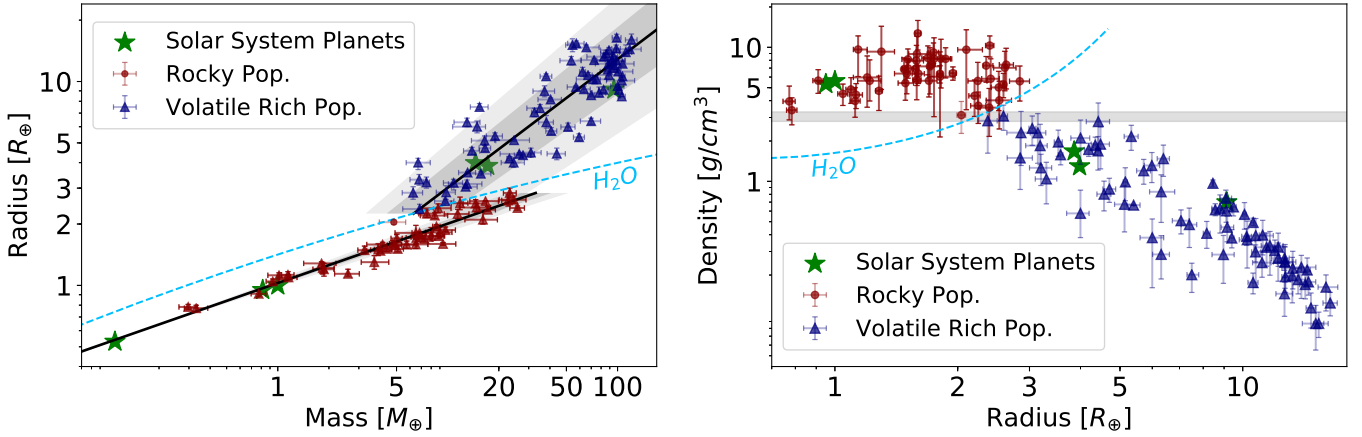 Radius [R⊕]
10
5
3
2
1
Solar System Planets
Rocky Pop.
Volatile Rich Pop.
H₂O
1
5
10
20
50
100
Mass [M⊕]
Density [g/cm³]
10
5
3
1
H₂O
Solar System Planets
Rocky Pop.
Volatile Rich Pop.
1
2
3
5
10
Radius [R⊕]